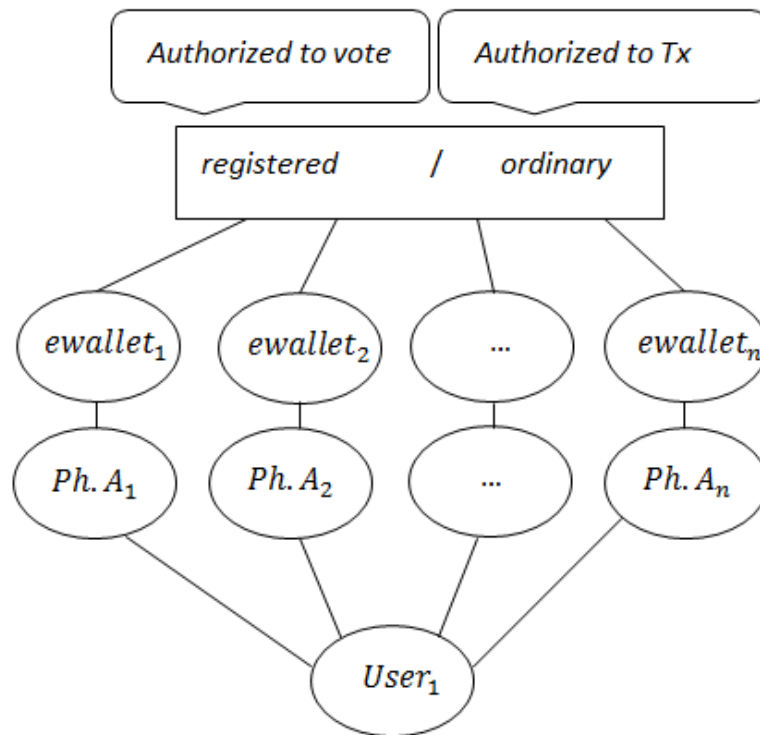 Authorized to vote Authorized to Tx
registered / ordinary
ewallet₁ ewallet₂ ... ewalletₙ
Ph. A₁ Ph. A₂ ... Ph. Aₙ
User₁